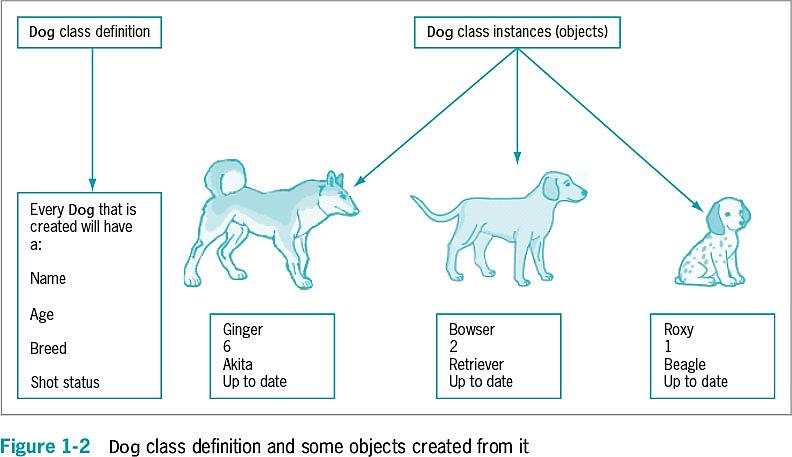 Dog class definition
Dog class instances (objects)
Every Dog that is
created will have
a:
Name
Age
Breed
Shot status
Ginger
6
Akita
Up to date
Bowser
2
Retriever
Up to date
Roxy
1
Beagle
Up to date
Figure 1-2 Dog class definition and some objects created from it